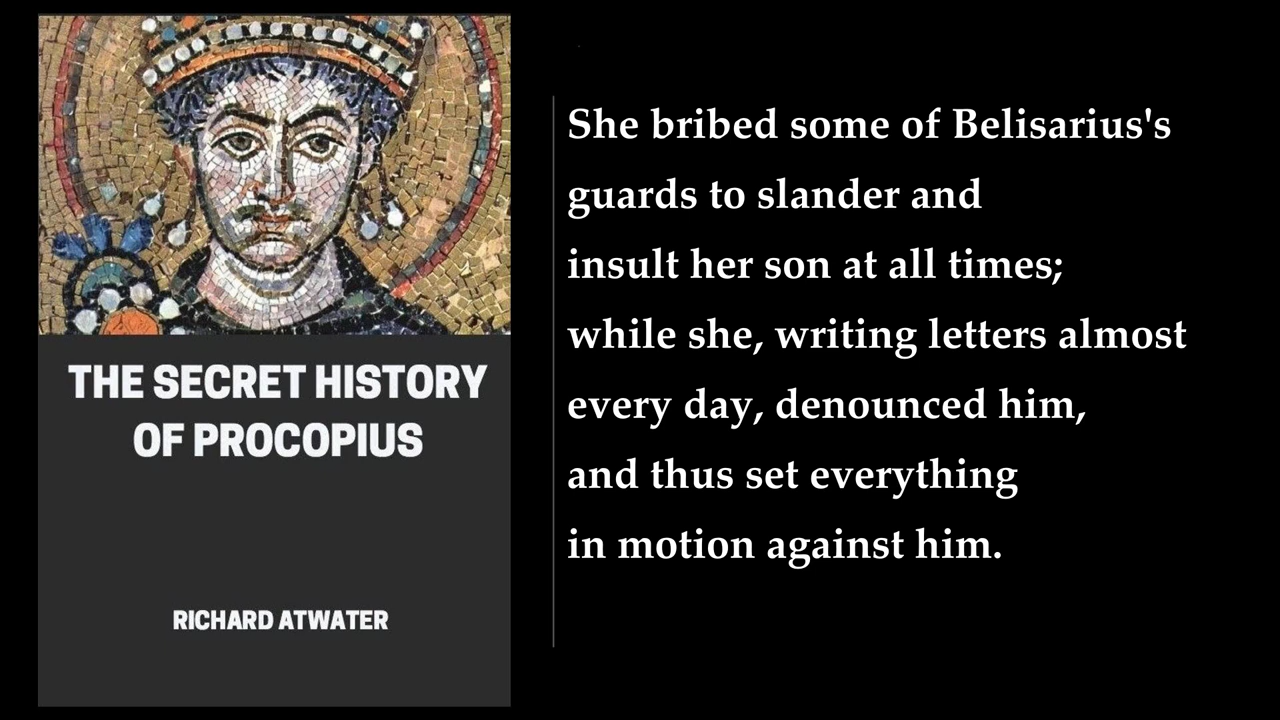 THE SECRET HISTORY
OF PROCOPIUS
RICHARD ATWATER
She bribed some of Belisarius's
guards to slander and
insult her son at all times;
while she, writing letters almost
every day, denounced him,
and thus set everything
in motion against him.